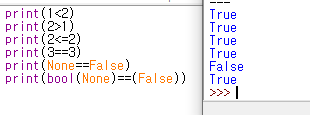 print(1<2)
print(2>1)
print(2<=2)
print(3==3)
print(None==False)
print(bool(None)==(False))
True
True
True
True
False
True
>>>